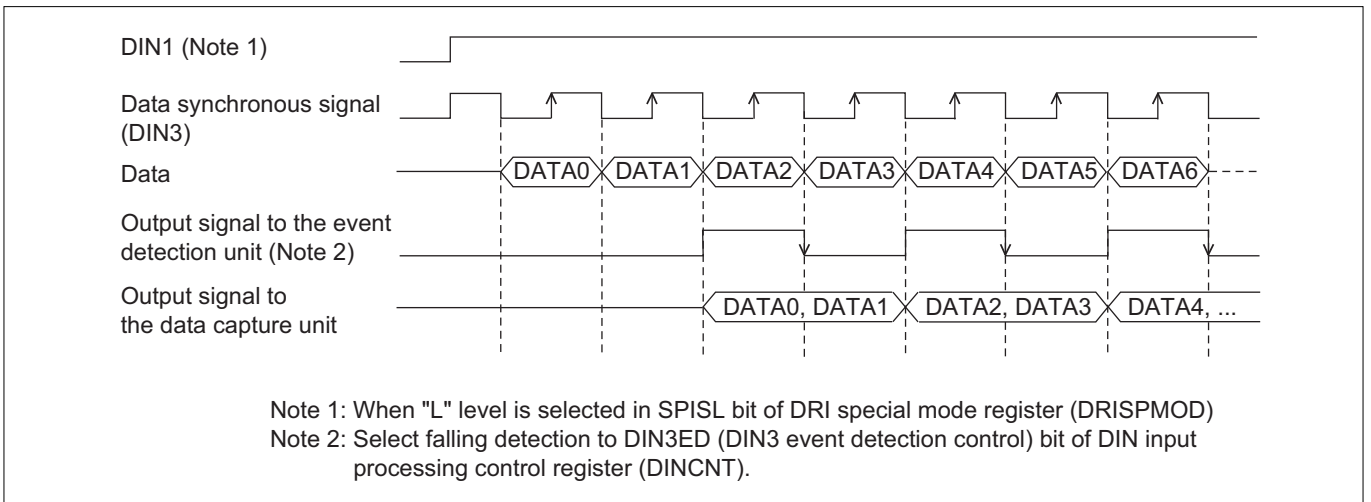 DIN1 (Note 1)
Data synchronous signal
(DIN3)
Data
DATA0 DATA1 DATA2 DATA3 DATA4 DATA5 DATA6
Output signal to the event
detection unit (Note 2)
Output signal to
the data capture unit
DATA0, DATA1 DATA2, DATA3 DATA4, ...
Note 1: When "L" level is selected in SPISL bit of DRI special mode register (DRISPMOD)
Note 2: Select falling detection to DIN3ED (DIN3 event detection control) bit of DIN input
processing control register (DINCNT).